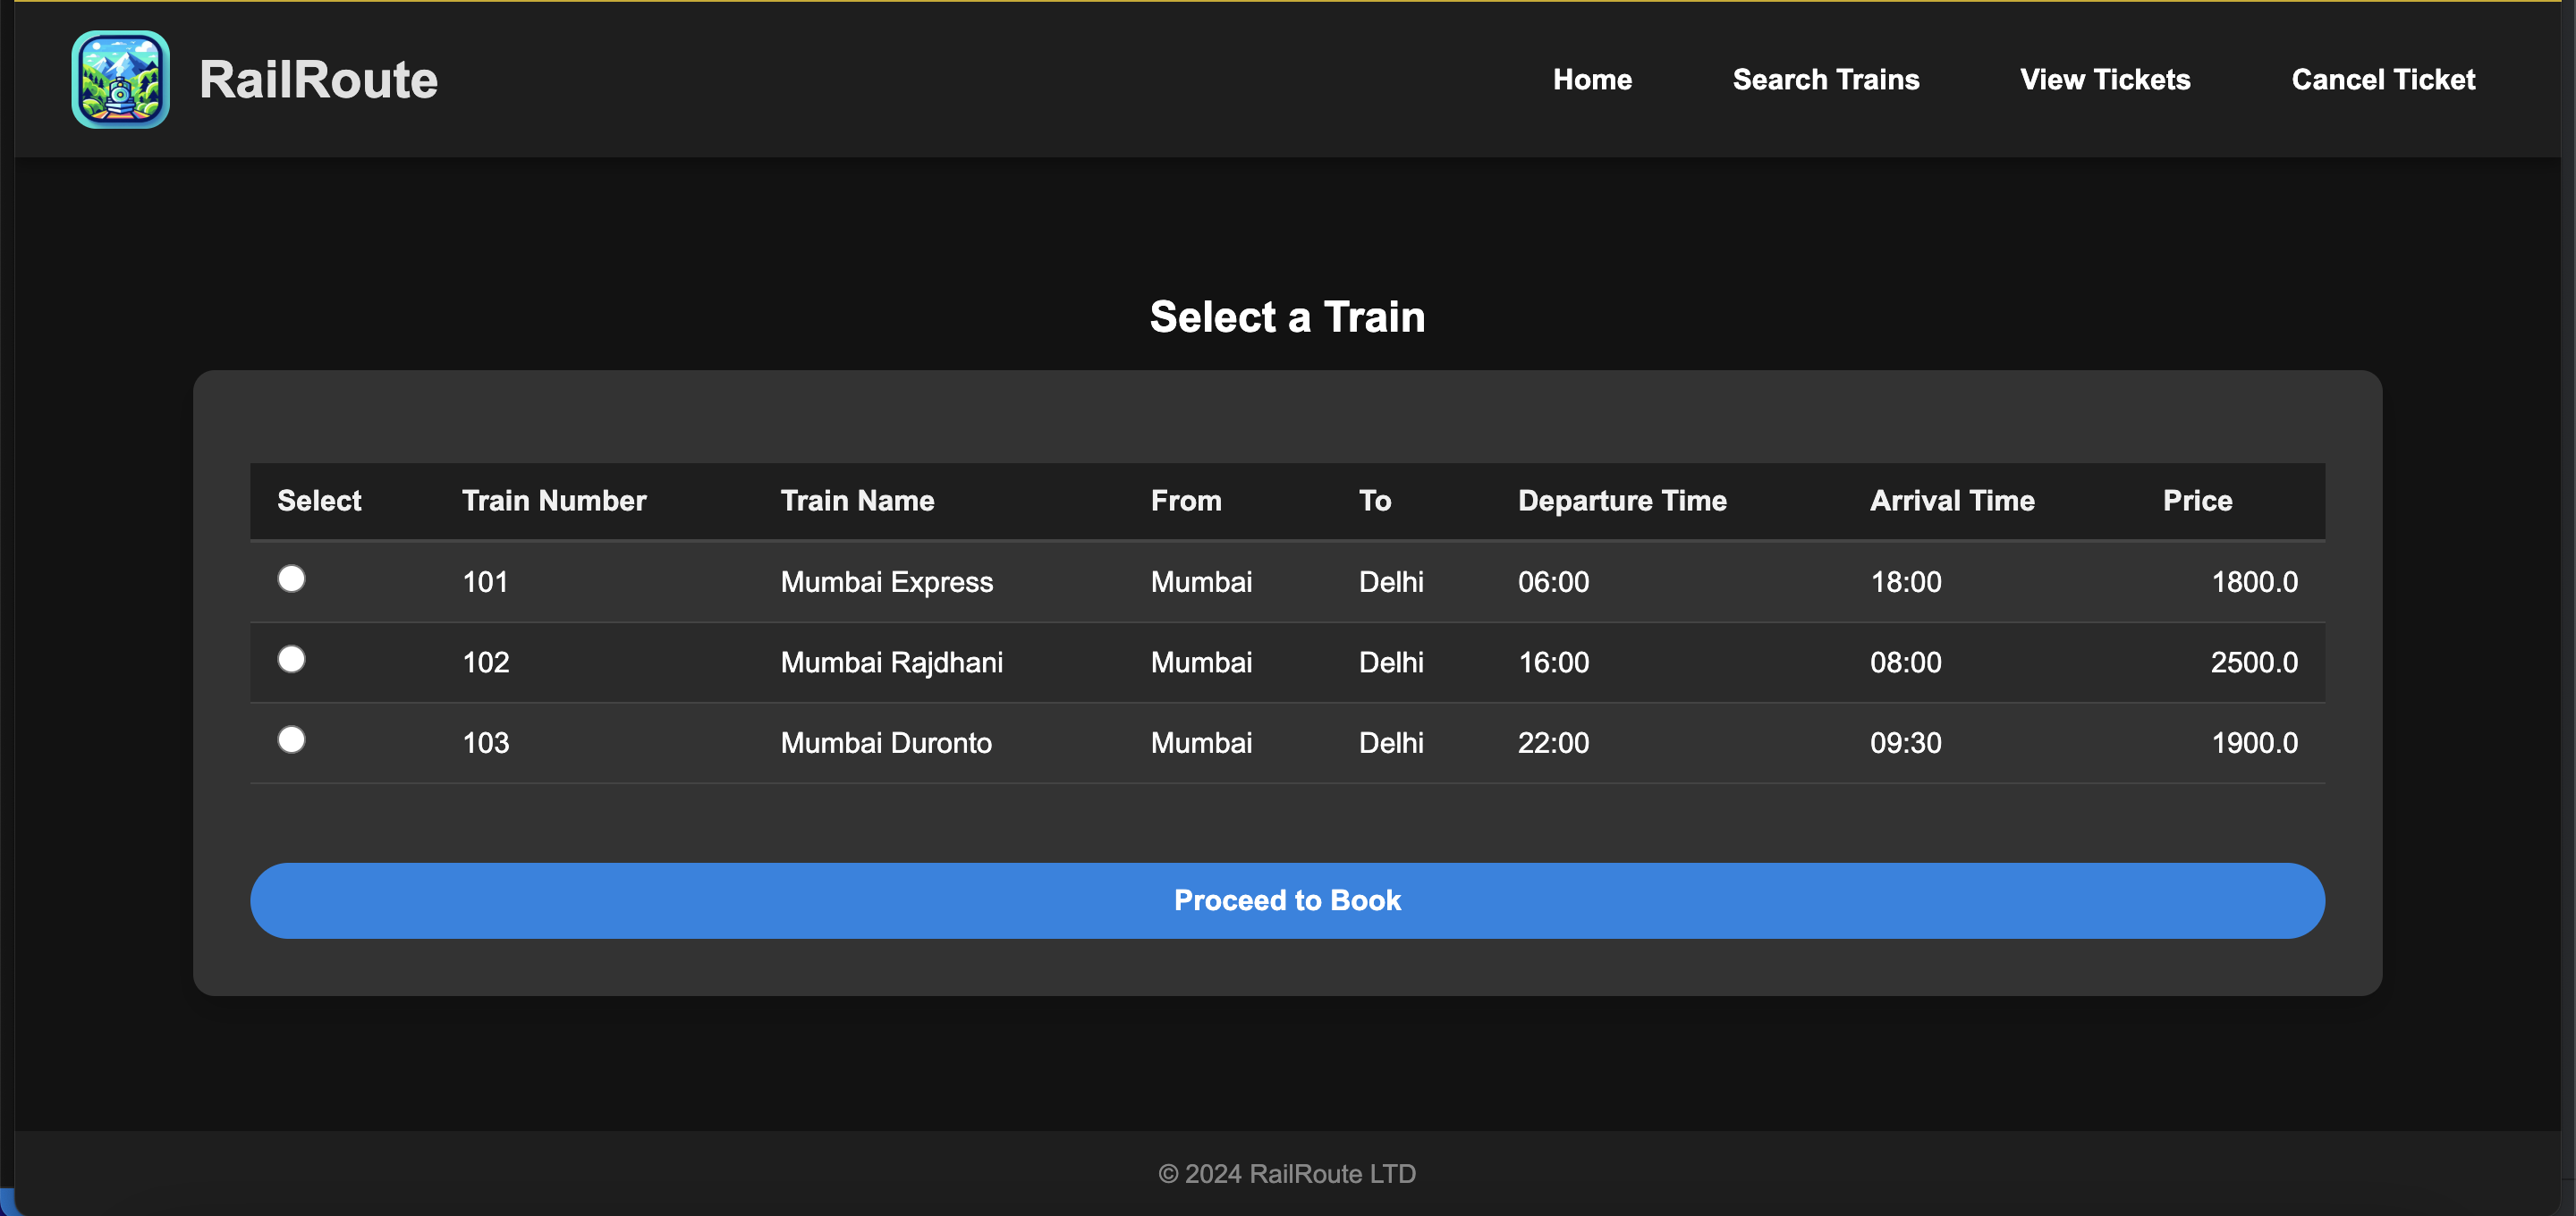 RailRoute
Home Search Trains View Tickets Cancel Ticket
Select a Train
Select Train Number Train Name From To Departure Time Arrival Time Price
101 Mumbai Express Mumbai Delhi 06:00 18:00 1800.0
102 Mumbai Rajdhani Mumbai Delhi 16:00 08:00 2500.0
103 Mumbai Duronto Mumbai Delhi 22:00 09:30 1900.0
Proceed to Book
© 2024 RailRoute LTD